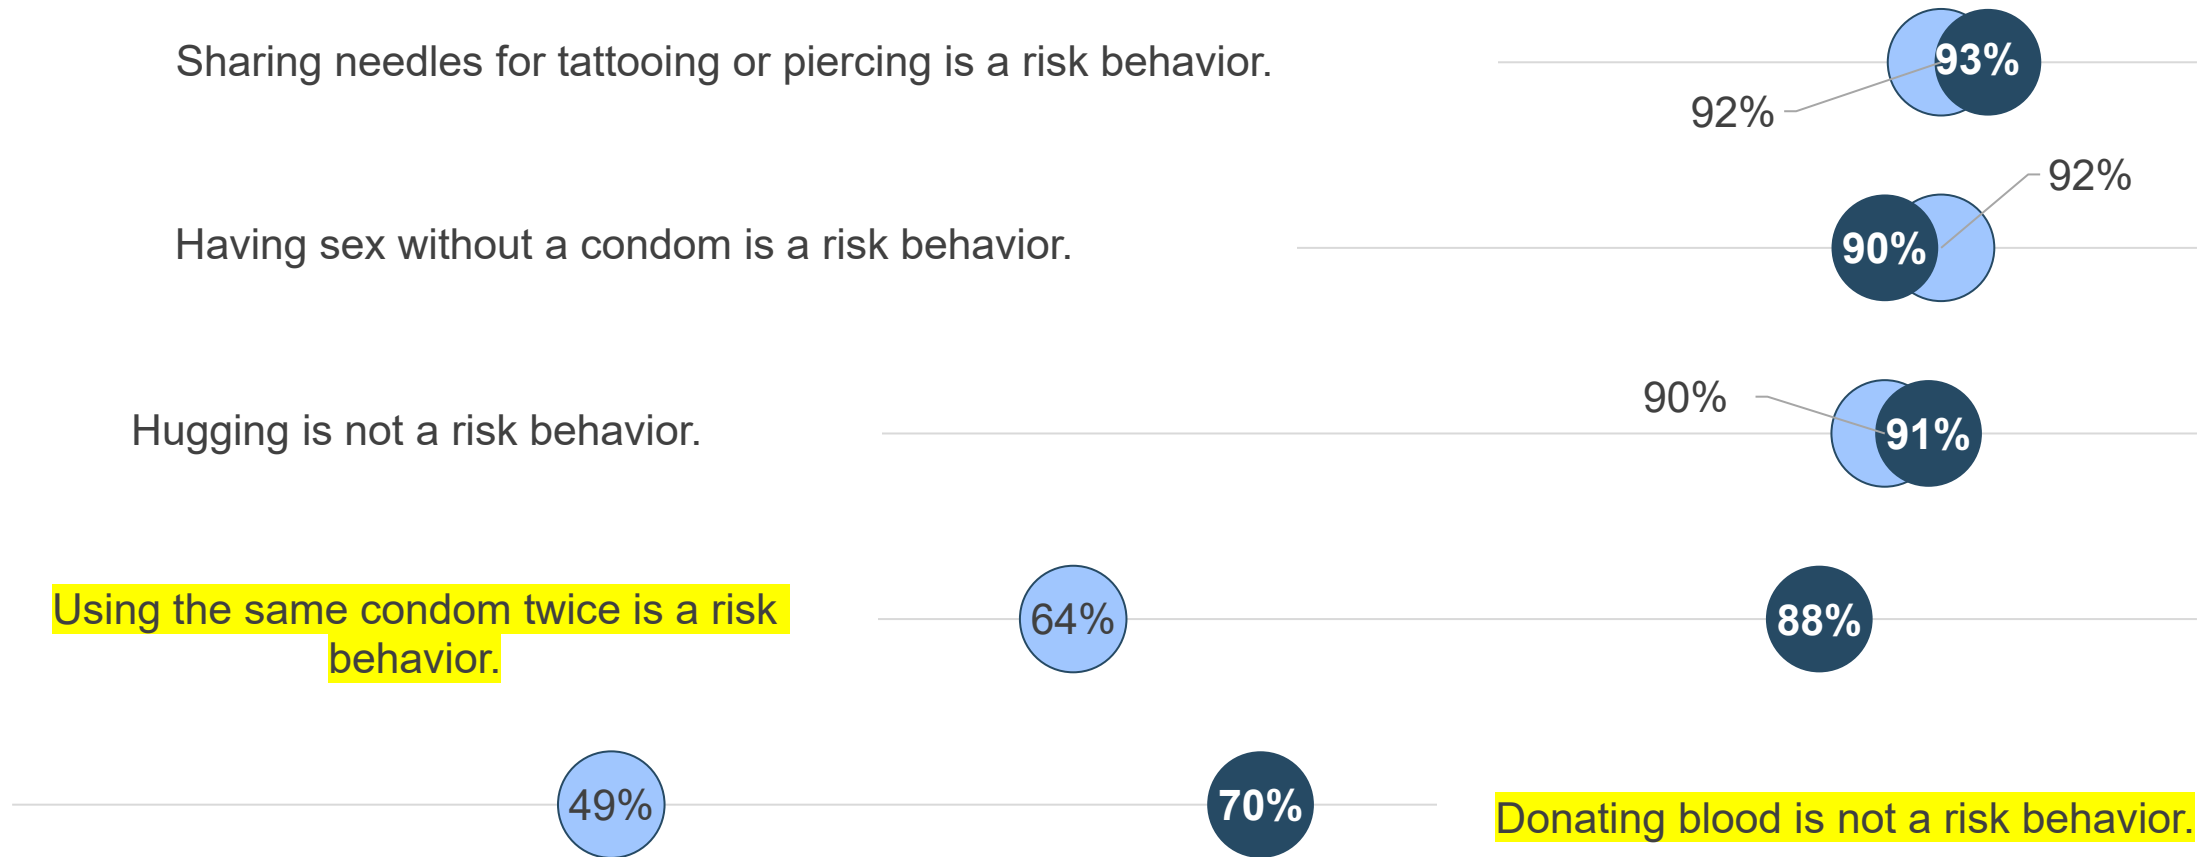 Sharing needles for tattooing or piercing is a risk behavior.
93%
92%
92%
Having sex without a condom is a risk behavior.
90%
90%
Hugging is not a risk behavior.
91%
Using the same condom twice is a risk
behavior.
64%
88%
49%
70%
Donating blood is not a risk behavior.